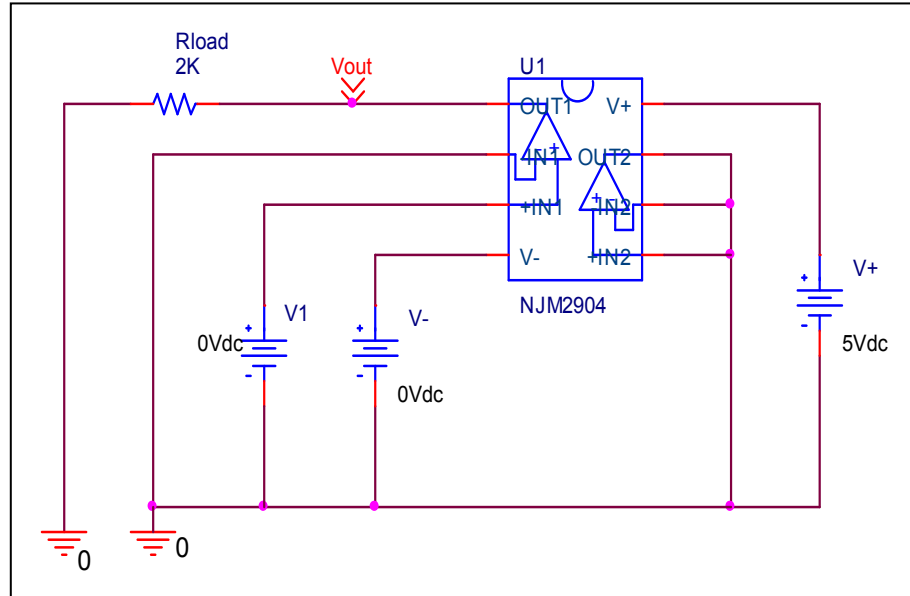 Rload
2K
Vout
U1
OUT1
V+
-IN1
OUT2
+IN1
-IN2
V-
+IN2
NJM2904
V1
0Vdc
V-
0Vdc
V+
5Vdc
0
0